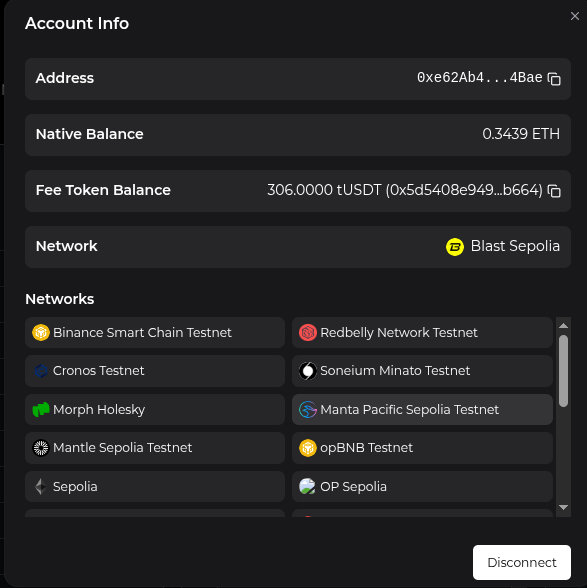 Account Info
Address 0xe62Ab4...4Bae
Native Balance 0.3439 ETH
Fee Token Balance 306.0000 tUSDT (0x5d5408e949...b664)
Network Blast Sepolia
Networks
Binance Smart Chain Testnet Redbelly Network Testnet
Cronos Testnet Soneium Minato Testnet
Morph Holesky Manta Pacific Sepolia Testnet
Mantle Sepolia Testnet opBNB Testnet
Sepolia OP Sepolia
Disconnect